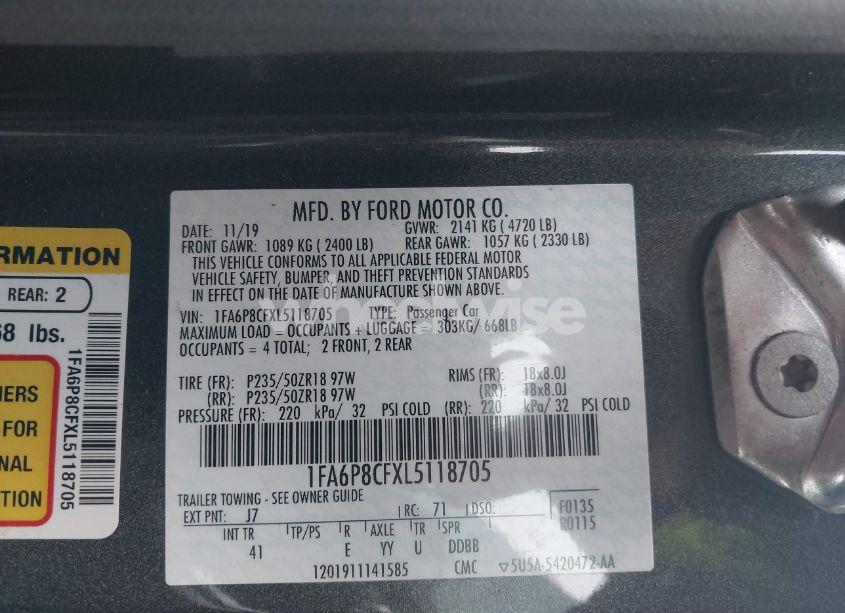 RMATION
REAR: 2
68 lbs.
1FA6P8CFXL5118705
NERS
FOR
NAL
TION
MFD. BY FORD MOTOR CO.
DATE: 11/19 GVWR: 2141 KG ( 4720 LB)
FRONT GAWR: 1089 KG ( 2400 LB) REAR GAWR: 1057 KG ( 2330 LB)
THIS VEHICLE CONFORMS TO ALL APPLICABLE FEDERAL MOTOR
VEHICLE SAFETY, BUMPER, AND THEFT PREVENTION STANDARDS
IN EFFECT ON THE DATE OF MANUFACTURE SHOWN ABOVE.
VIN: 1FA6P8CFXL5118705 TYPE: Passenger Car
MAXIMUM LOAD = OCCUPANTS + LUGGAGE = 303KG/ 668LB
OCCUPANTS = 4 TOTAL; 2 FRONT, 2 REAR
wheelwise
TIRE (FR): P235/50ZR18 97W RIMS (FR): 18x8.0J
(RR): P235/50ZR18 97W (RR): 18x8.0J
PRESSURE (FR): 220 kPa/ 32 PSI COLD (RR): 220 kPa/ 32 PSI COLD
1FA6P8CFXL5118705
TRAILER TOWING - SEE OWNER GUIDE
EXT PNT: J7 RC: 71 DSO: F0135
R0115
INT TR TP/PS R AXLE TR SPR
41 E YY U DDBB
1201911141585 CMC ▽5U5A-5420472-AA